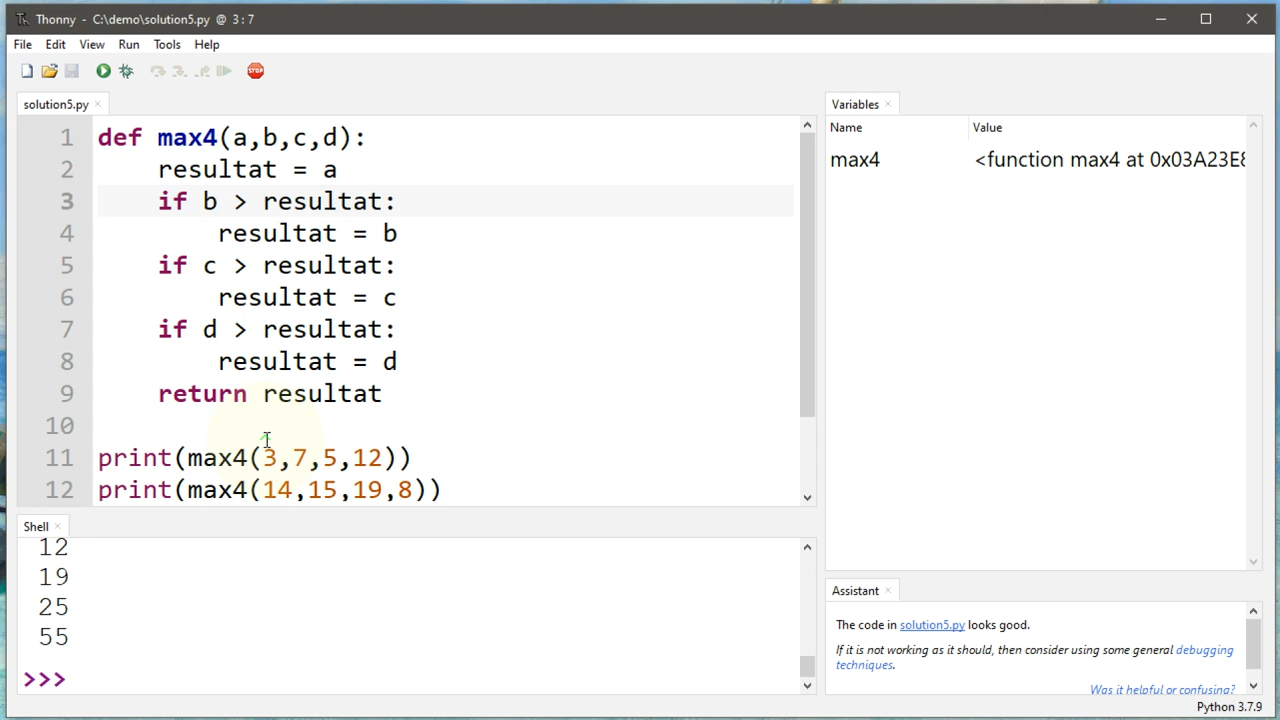 Thonny - C:\demo\solution5.py @ 3 : 7
File Edit View Run Tools Help
STOP
solution5.py ×
1 def max4(a,b,c,d):
2     resultat = a
3     if b > resultat:
4         resultat = b
5     if c > resultat:
6         resultat = c
7     if d > resultat:
8         resultat = d
9     return resultat
10
11 print(max4(3,7,5,12))
12 print(max4(14,15,19,8))
Shell ×
12
19
25
55
>>>
Variables ×
Name Value
max4 <function max4 at 0x03A23E8
Assistant ×
The code in solution5.py looks good.
If it is not working as it should, then consider using some general debugging
techniques.
Was it helpful or confusing?
Python 3.7.9